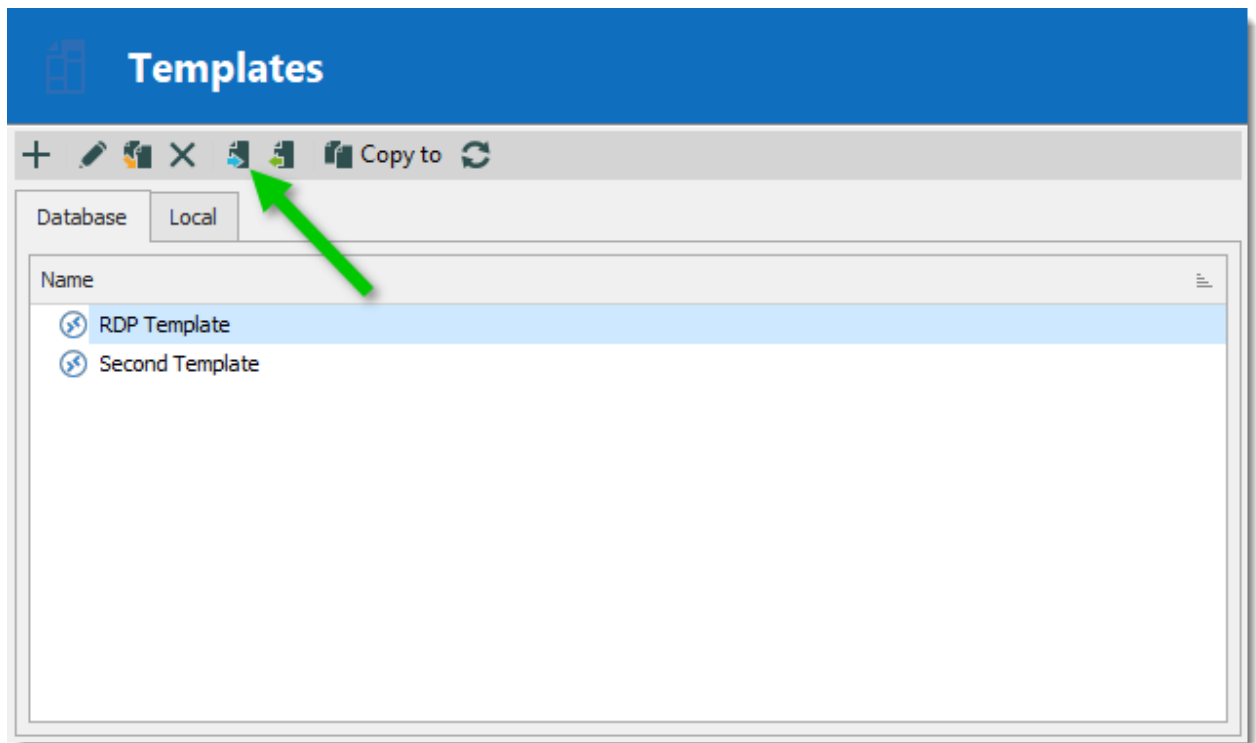 Templates
Copy to
Database Local
Name
RDP Template
Second Template